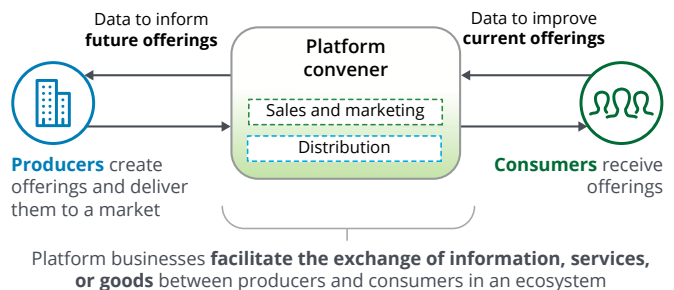 Data to inform
future offerings
Data to improve
current offerings
Platform
convener
Sales and marketing
Distribution
Producers create
offerings and deliver
them to a market
Consumers receive
offerings
Platform businesses facilitate the exchange of information, services,
or goods between producers and consumers in an ecosystem